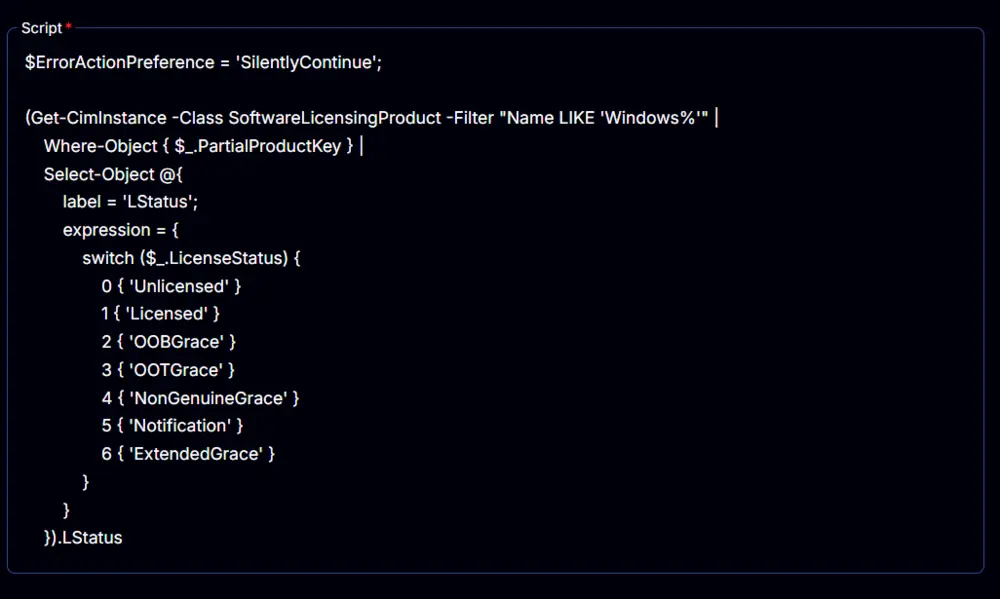 Script *
$ErrorActionPreference = 'SilentlyContinue';

(Get-CimInstance -Class SoftwareLicensingProduct -Filter "Name LIKE 'Windows%'" |
    Where-Object { $_.PartialProductKey } |
    Select-Object @{
        label = 'LStatus';
        expression = {
            switch ($_.LicenseStatus) {
                0 { 'Unlicensed' }
                1 { 'Licensed' }
                2 { 'OOBGrace' }
                3 { 'OOTGrace' }
                4 { 'NonGenuineGrace' }
                5 { 'Notification' }
                6 { 'ExtendedGrace' }
            }
        }
    }).LStatus